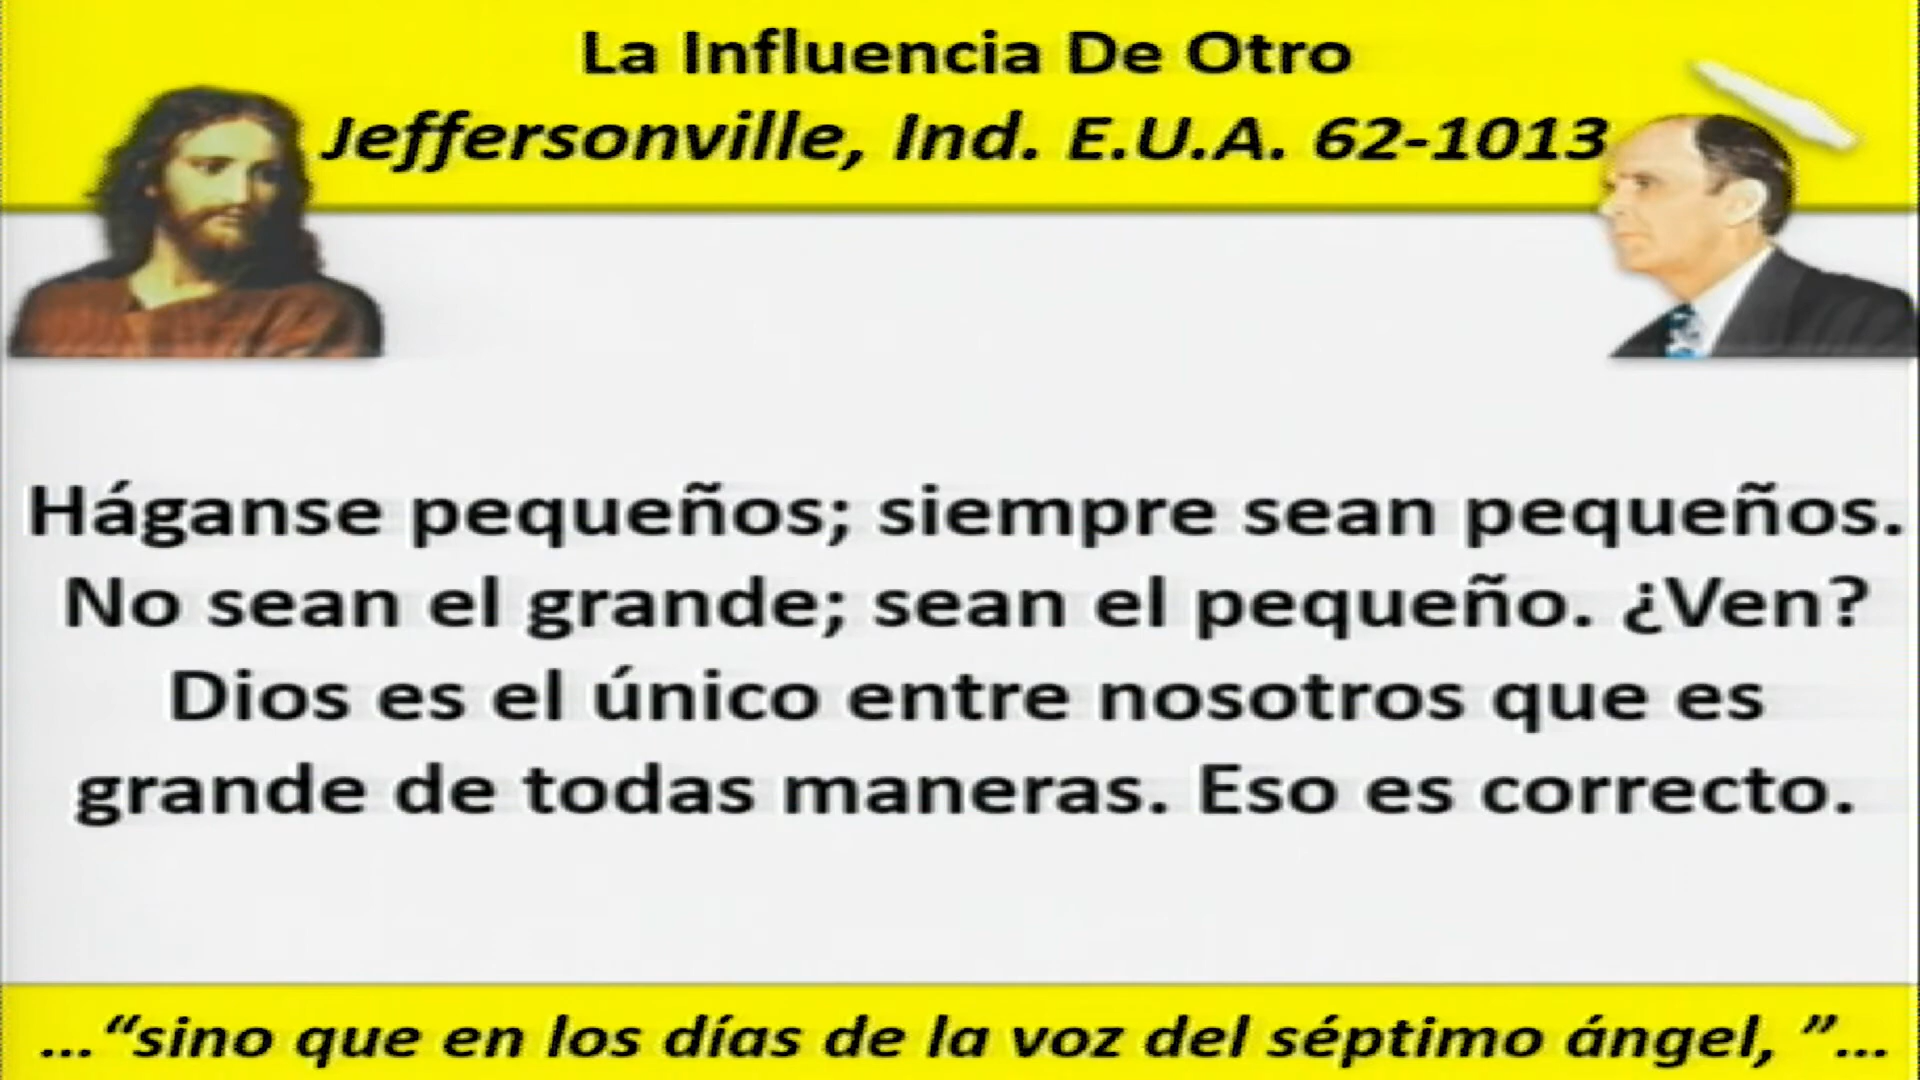 La Influencia De Otro
Jeffersonville, Ind. E.U.A. 62-1013
Háganse pequeños; siempre sean pequeños.
No sean el grande; sean el pequeño. ¿Ven?
Dios es el único entre nosotros que es
grande de todas maneras. Eso es correcto.
...“sino que en los días de la voz del séptimo ángel, ”...